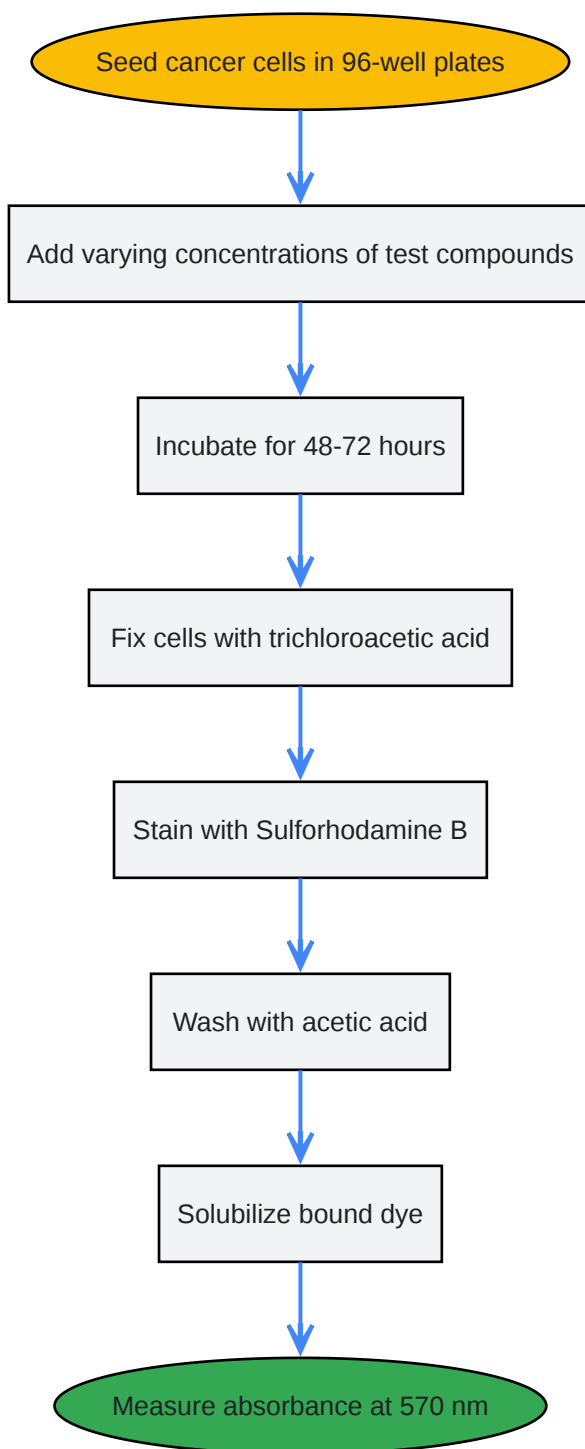 Seed cancer cells in 96-well plates
Add varying concentrations of test compounds
Incubate for 48-72 hours
Fix cells with trichloroacetic acid
Stain with Sulforhodamine B
Wash with acetic acid
Solubilize bound dye
Measure absorbance at 570 nm